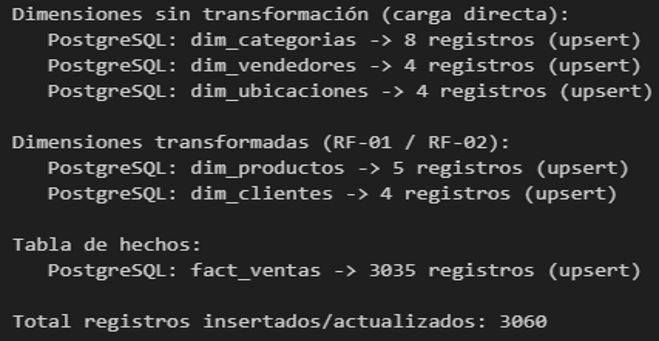 Dimensiones sin transformación (carga directa):
PostgreSQL: dim_categorias -> 8 registros (upsert)
PostgreSQL: dim_vendedores -> 4 registros (upsert)
PostgreSQL: dim_ubicaciones -> 4 registros (upsert)
Dimensiones transformadas (RF-01 / RF-02):
PostgreSQL: dim_productos -> 5 registros (upsert)
PostgreSQL: dim_clientes -> 4 registros (upsert)
Tabla de hechos:
PostgreSQL: fact_ventas -> 3035 registros (upsert)
Total registros insertados/actualizados: 3060